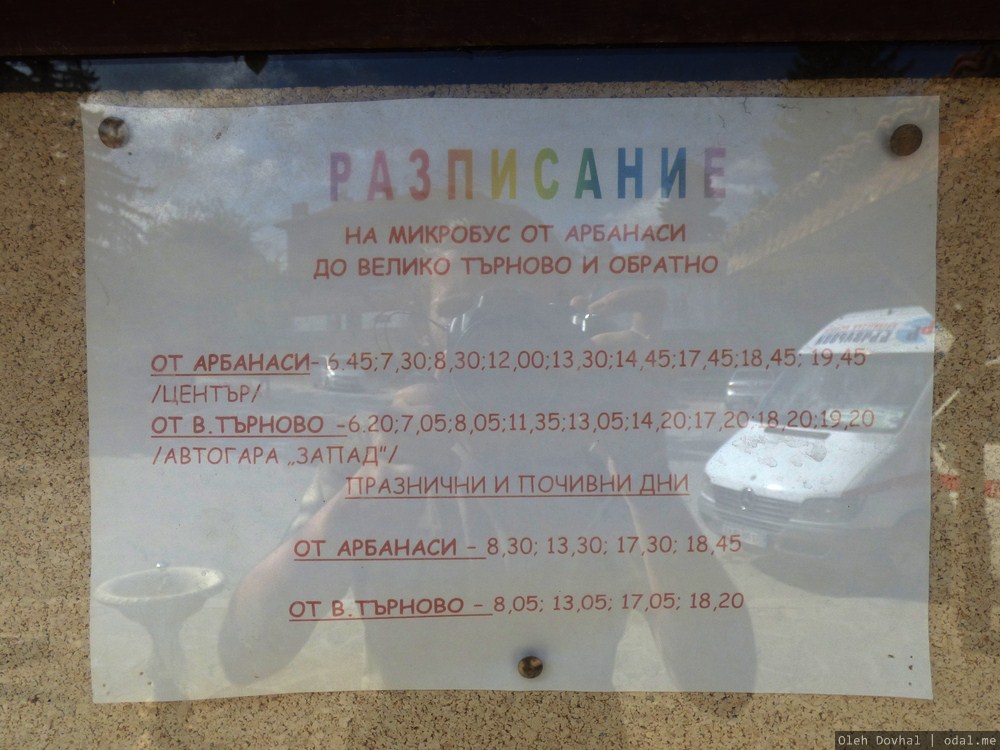 РАЗПИСАНИЕ
НА МИКРОБУС ОТ АРБАНАСИ
ДО ВЕЛИКО ТЪРНОВО И ОБРАТНО
ОТ АРБАНАСИ- 6.45;7,30;8,30;12,00;13,30;14,45;17,45;18,45; 19,45
/ЦЕНТЪР/
ОТ В.ТЪРНОВО -6.20;7,05;8,05;11,35;13,05;14,20;17,20;18,20;19,20
/АВТОГАРА „ЗАПАД"/
ПРАЗНИЧНИ И ПОЧИВНИ ДНИ
ОТ АРБАНАСИ - 8,30; 13,30; 17,30; 18,45
ОТ В.ТЪРНОВО - 8,05; 13,05; 17,05; 18,20
Oleh Dovhal | odal.me